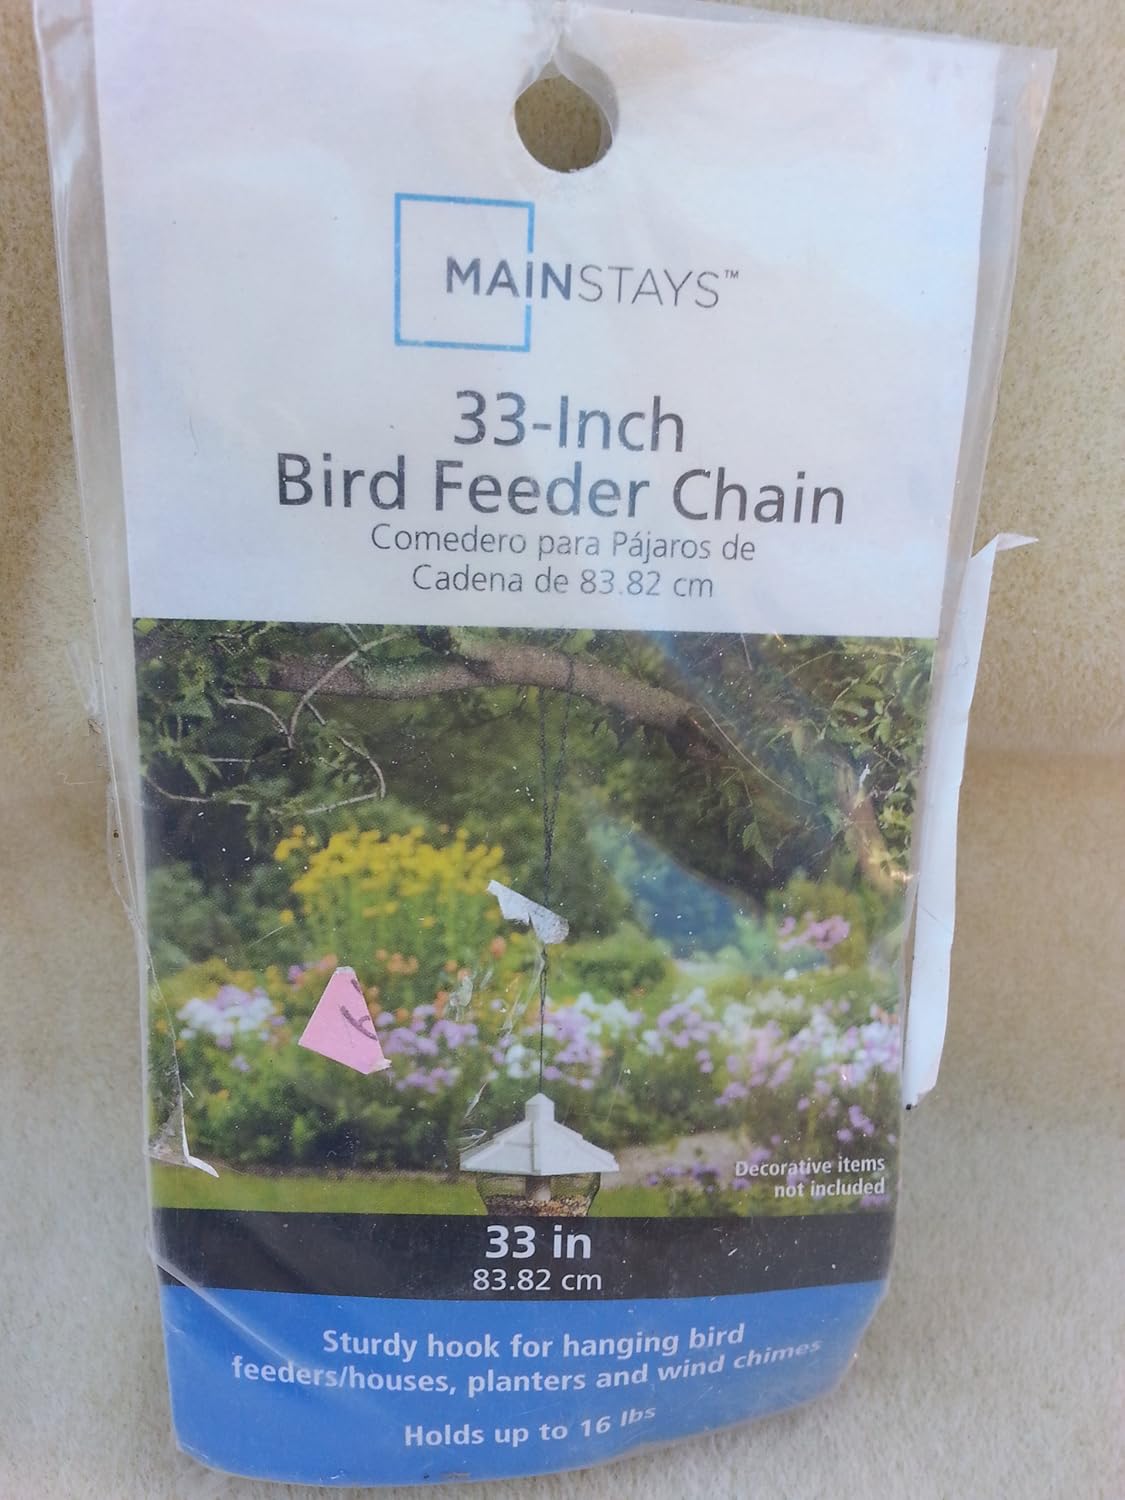 MAINSTAYS™
33-Inch
Bird Feeder Chain
Comedero para Pájaros de
Cadena de 83.82 cm
Decorative items
not included
33 in
83.82 cm
Sturdy hook for hanging bird
feeders/houses, planters and wind chimes
Holds up to 16 lbs